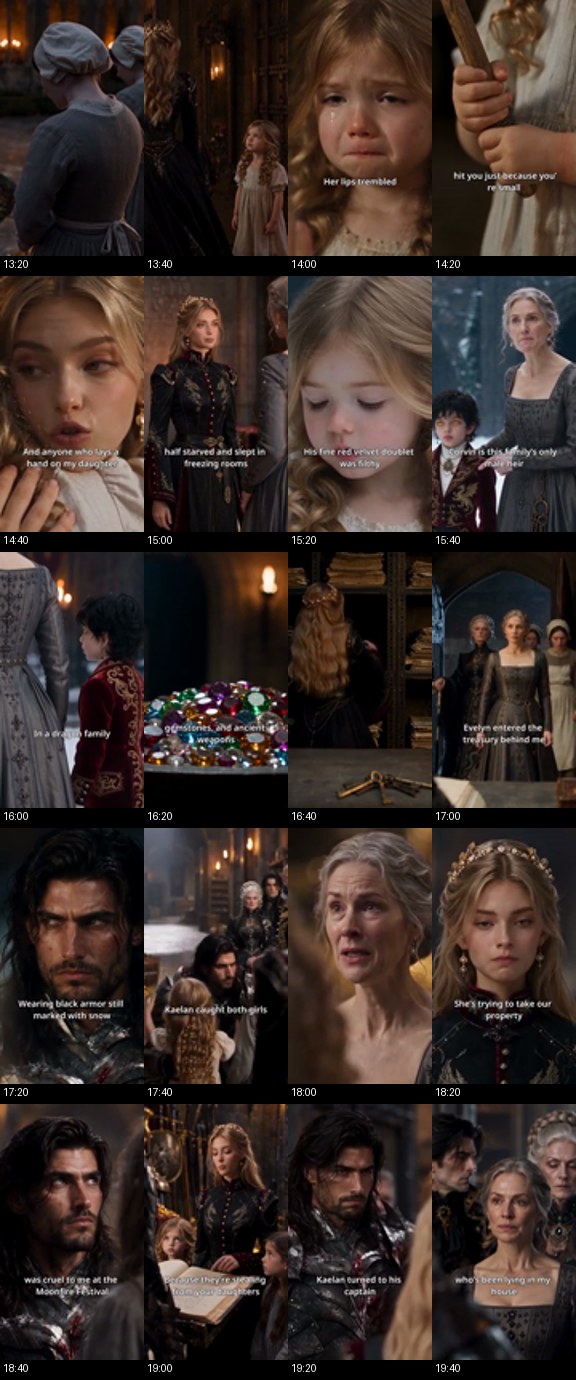 13:20
13:40
Her lips trembled
14:00
hit you just because you'
re small
14:20
And anyone who lays a
hand on my daughter
14:40
half starved and slept in
freezing rooms
15:00
His fine red velvet doublet
was filthy
15:20
Corvin is this family's only
male heir
15:40
In a dragon family
16:00
gemstones, and ancient
weapons
16:20
16:40
Evelyn entered the
treasury behind me
17:00
Wearing black armor still
marked with snow
17:20
Kaelan caught both girls
17:40
18:00
She's trying to take our
property
18:20
was cruel to me at the
Moonfire Festival
18:40
because they're stealing
from your daughters
19:00
Kaelan turned to his
captain
19:20
who's been lying in my
house
19:40